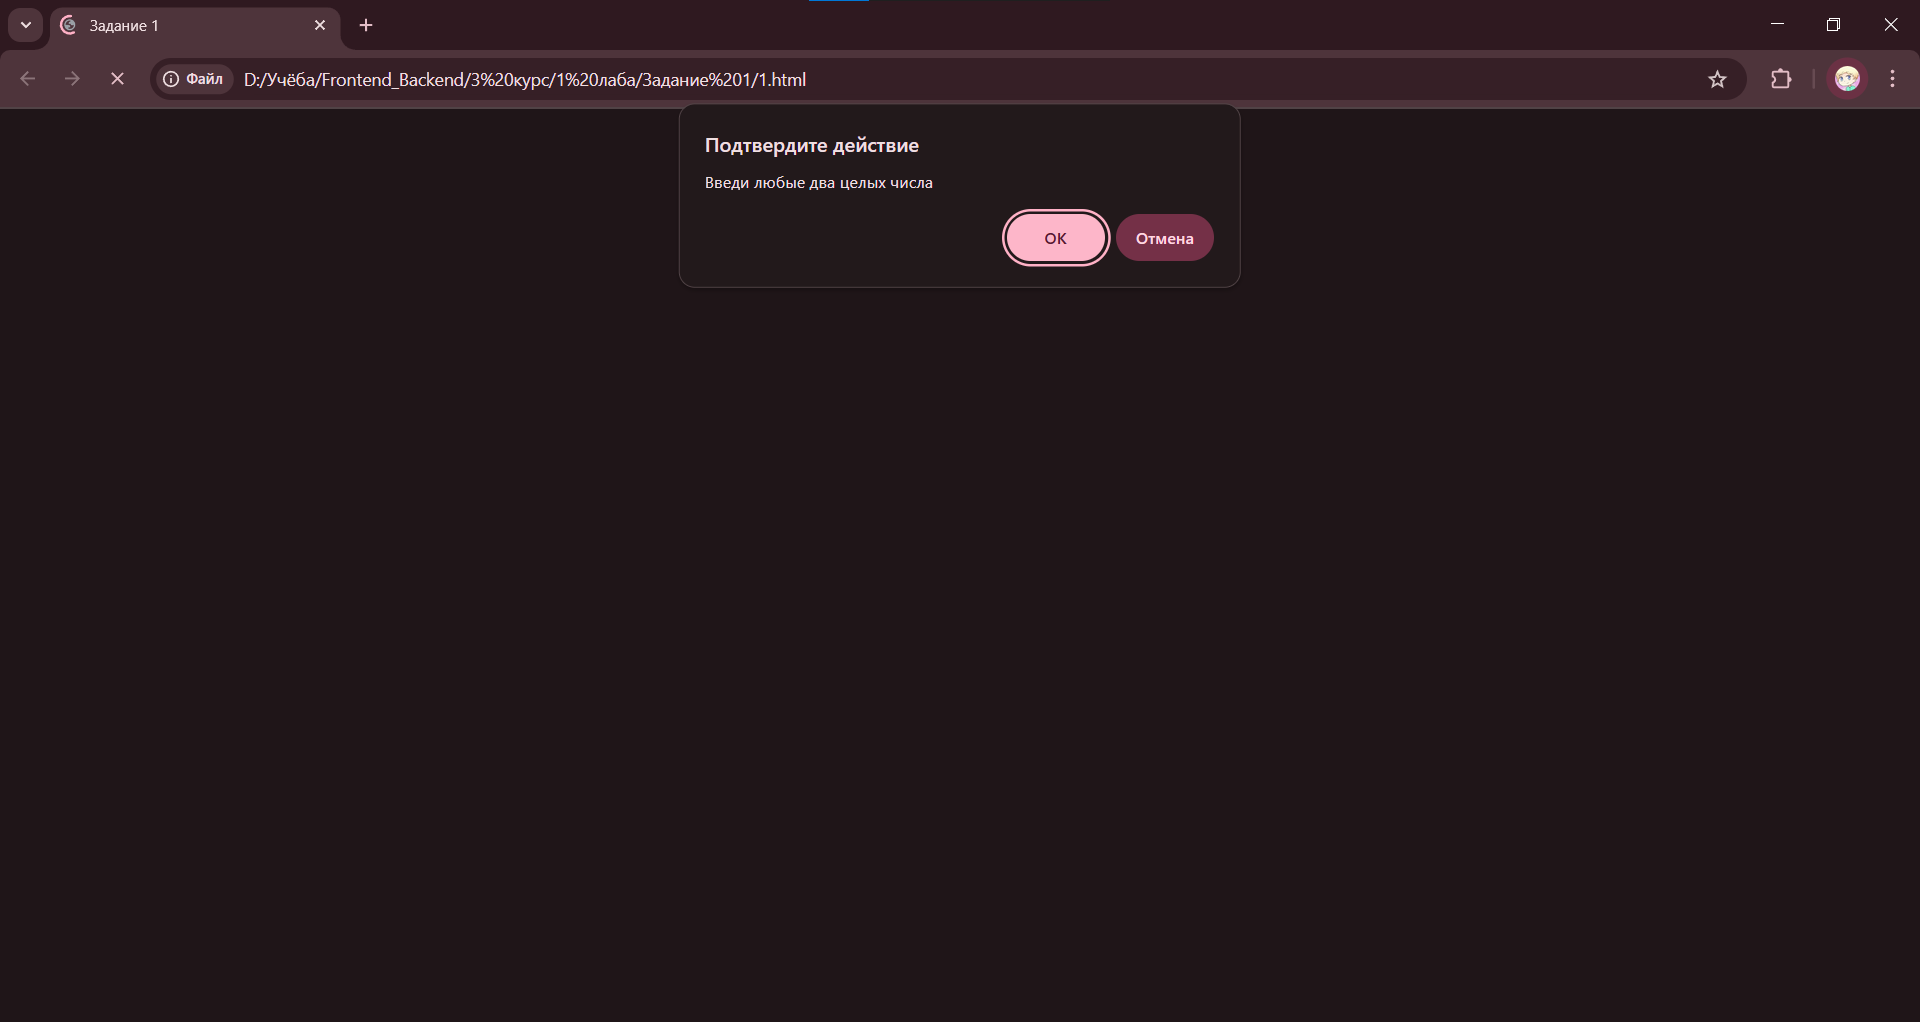 Задание 1
Файл
D:/Учёба/Frontend_Backend/3%20курс/1%20лаба/Задание%201/1.html
Подтвердите действие
Введи любые два целых числа
ОК
Отмена